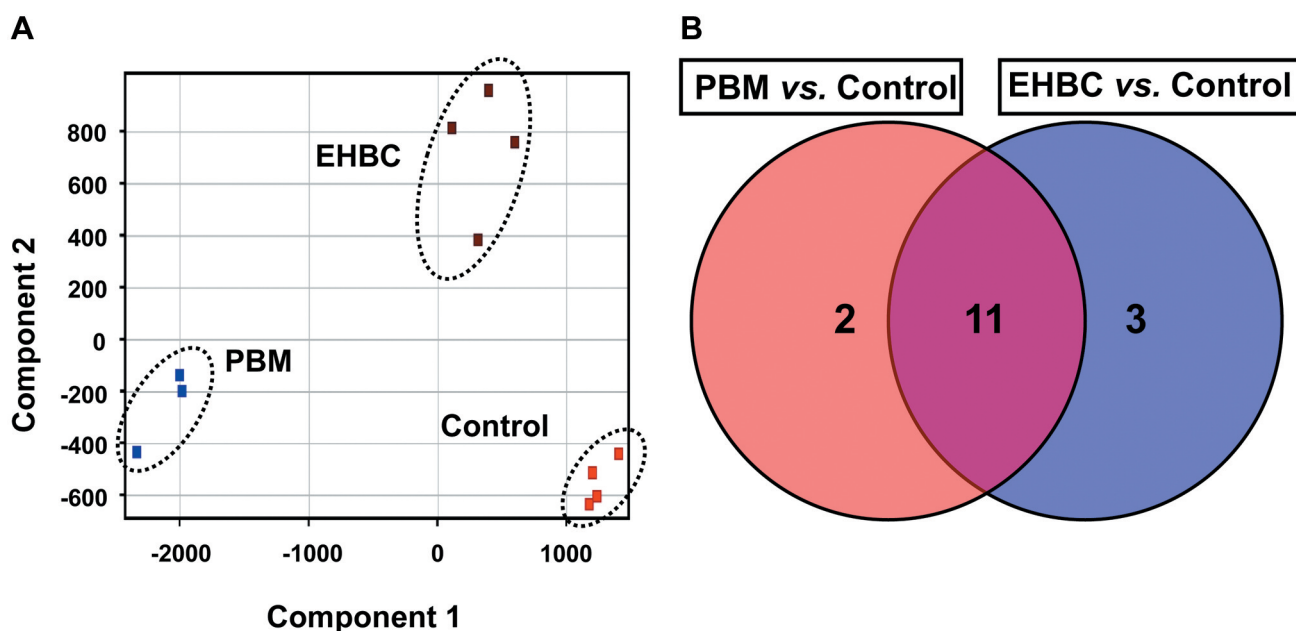 A
B
PBM vs. Control
EHBC vs. Control
EHBC
PBM
Control
800
600
400
200
0
-200
-400
-600
Component 2
-2000
-1000
0
1000
Component 1
2
11
3